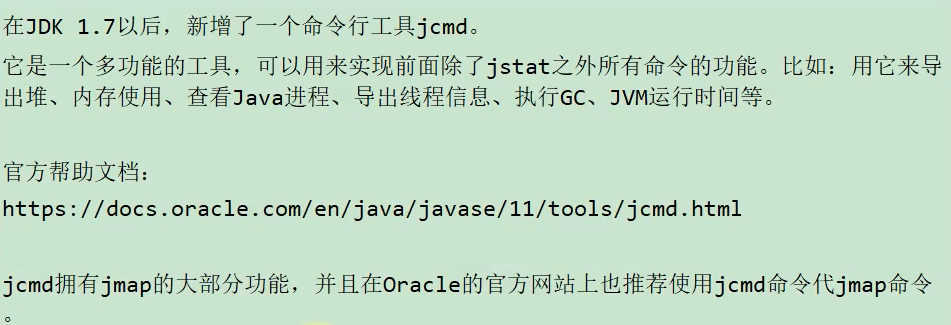 在JDK 1.7以后，新增了一个命令行工具jcmd。
它是一个多功能的工具，可以用来实现前面除了jstat之外所有命令的功能。比如：用它来导
出堆、内存使用、查看Java进程、导出线程信息、执行GC、JVM运行时间等。
官方帮助文档：
https://docs.oracle.com/en/java/javase/11/tools/jcmd.html
jcmd拥有jmap的大部分功能，并且在Oracle的官方网站上也推荐使用jcmd命令代jmap命令
。